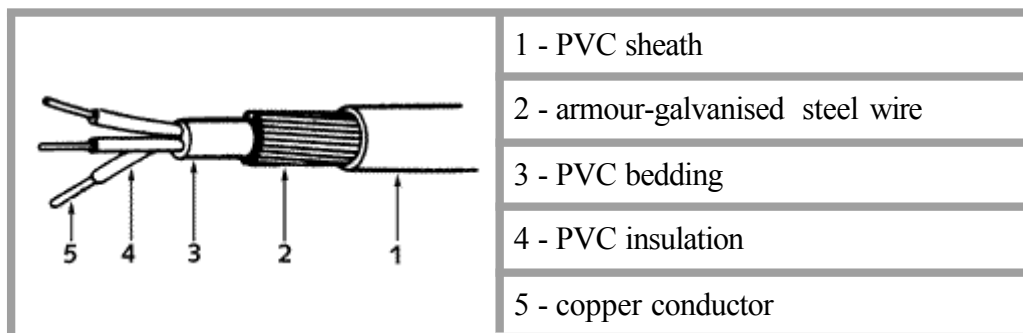 1 - PVC sheath
2 - armour-galvanised steel wire
3 - PVC bedding
4 - PVC insulation
5 - copper conductor
5 4 3 2 1